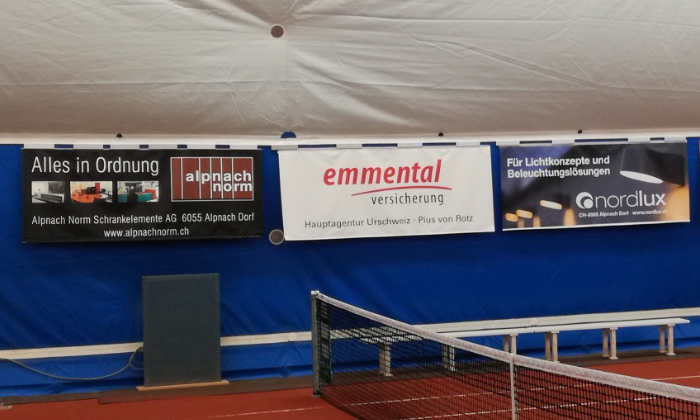 Alles in Ordnung
alpnach
norm
Alpnach Norm Schrankelemente AG 6055 Alpnach Dorf
www.alpnachnorm.ch
emmental
versicherung
Hauptagentur Urschweiz - Pius von Rotz
Für Lichtkonzepte und
Beleuchtungslösungen
nordlux
CH-6055 Alpnach Dorf www.nordlux.ch